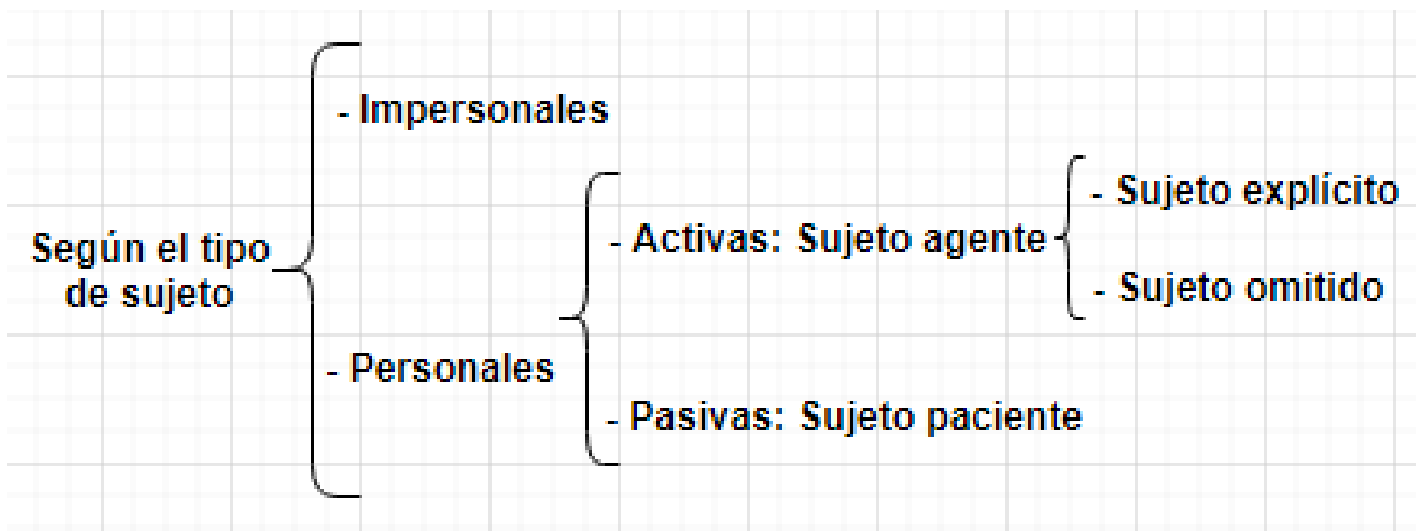 Según el tipo
de sujeto
- Impersonales
- Personales
- Activas: Sujeto agente
- Sujeto explícito
- Sujeto omitido
- Pasivas: Sujeto paciente